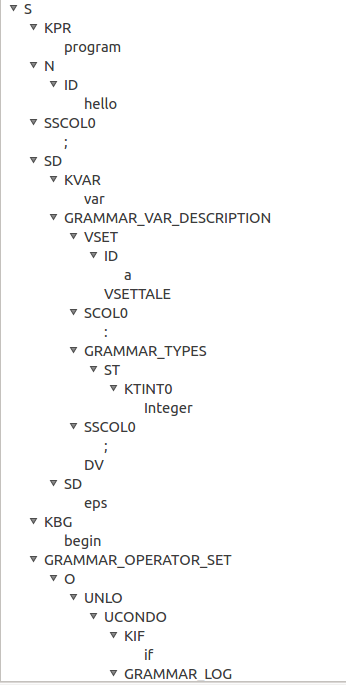 S
KPR
program
N
ID
hello
SSCOL0
;
SD
KVAR
var
GRAMMAR_VAR_DESCRIPTION
VSET
ID
a
VSETTALE
SCOL0
:
GRAMMAR_TYPES
ST
KTINT0
Integer
SSCOL0
;
DV
SD
eps
KBG
begin
GRAMMAR_OPERATOR_SET
O
UNLO
UCONDO
KIF
if
GRAMMAR_LOG